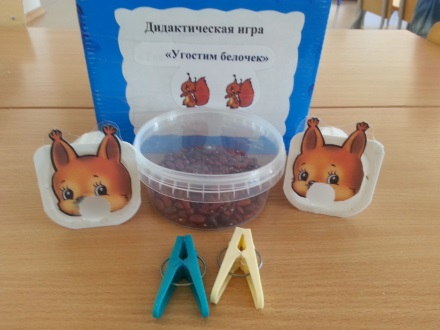 Дидактическая игра
«Угостим белочек»